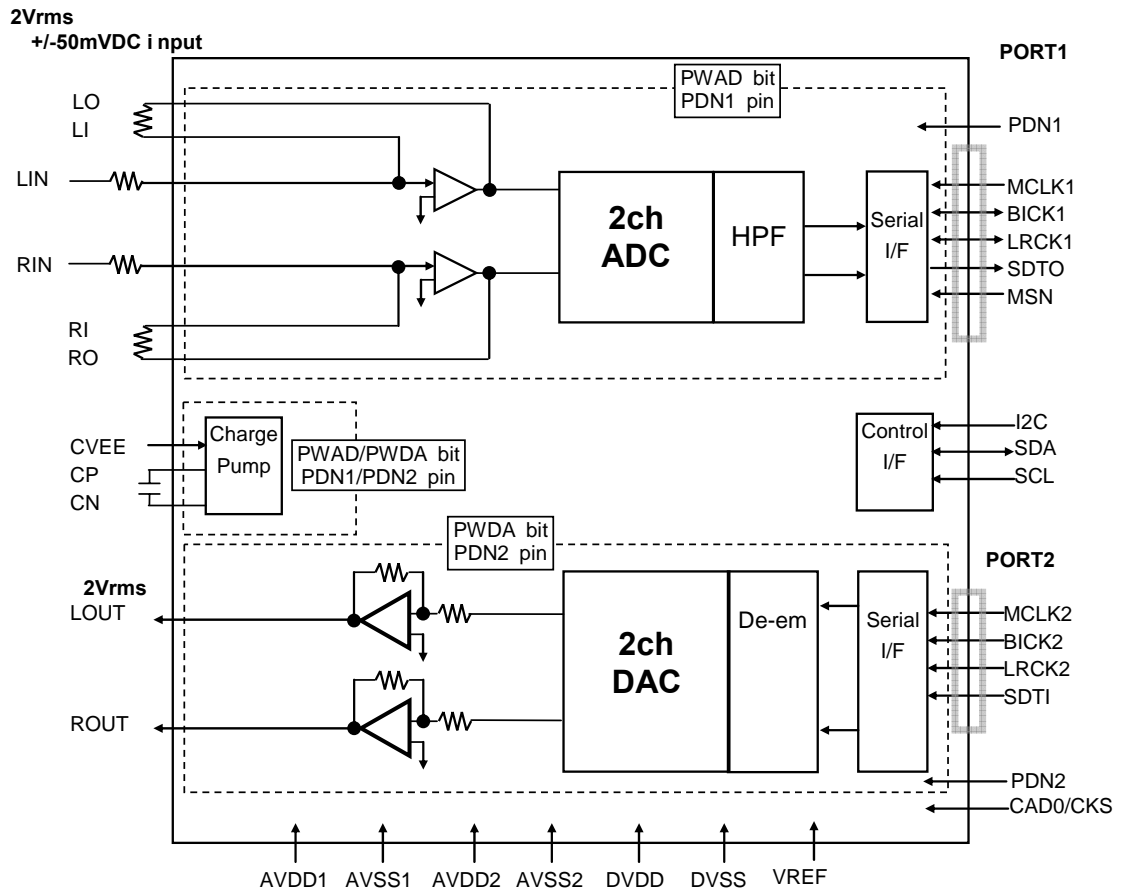 2Vrms
+/-50mVDC input
PORT1
PWAD bit
PDN1 pin
LO
LI
LIN
RIN
RI
RO
2ch
ADC
HPF
Serial
I/F
PDN1
MCLK1
BICK1
LRCK1
SDTO
MSN
CVEE
CP
CN
Charge
Pump
PWAD/PWDA bit
PDN1/PDN2 pin
Control
I/F
I2C
SDA
SCL
PWDA bit
PDN2 pin
PORT2
2Vrms
LOUT
ROUT
2ch
DAC
De-em
Serial
I/F
MCLK2
BICK2
LRCK2
SDTI
PDN2
CAD0/CKS
AVDD1 AVSS1 AVDD2 AVSS2 DVDD DVSS VREF